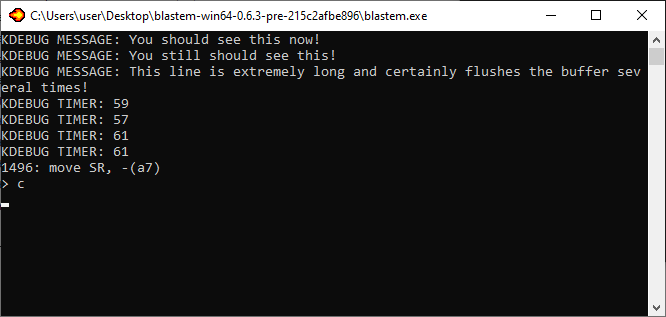 C:\Users\user\Desktop\blastem-win64-0.6.3-pre-215c2afbe896\blastem.exe
KDEBUG MESSAGE: You should see this now!
KDEBUG MESSAGE: You still should see this!
KDEBUG MESSAGE: This line is extremely long and certainly flushes the buffer sev
eral times!
KDEBUG TIMER: 59
KDEBUG TIMER: 57
KDEBUG TIMER: 61
KDEBUG TIMER: 61
1496: move SR, -(a7)
> c